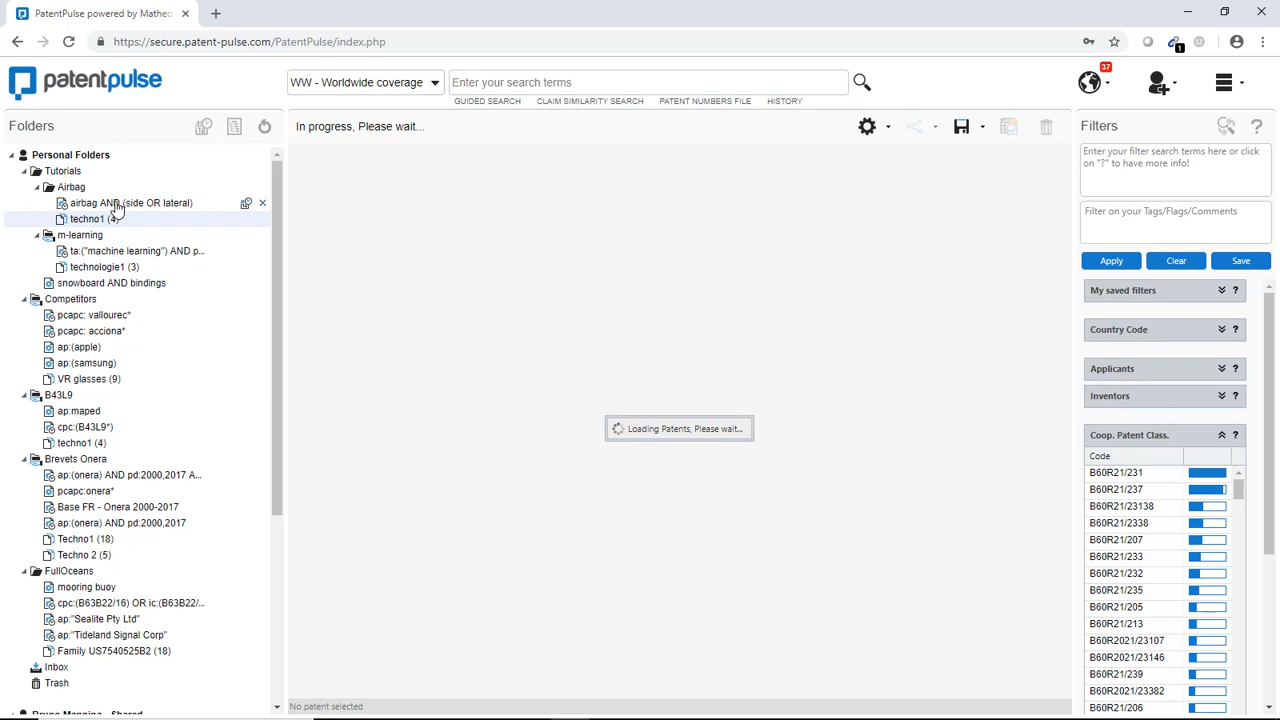 PatentPulse powered by Matheo
https://secure.patent-pulse.com/PatentPulse/index.php
1
patentpulse
WW - Worldwide coverage
Enter your search terms
37
GUIDED SEARCH
CLAIM SIMILARITY SEARCH
PATENT NUMBERS FILE
HISTORY
Folders
In progress, Please wait...
Filters
Personal Folders
Tutorials
Airbag
airbag AND (side OR lateral)
techno1 (4)
m-learning
ta:("machine learning") AND p...
technologie1 (3)
snowboard AND bindings
Competitors
pcapc: vallourec*
pcapc: acciona*
ap:(apple)
ap:(samsung)
VR glasses (9)
B43L9
ap:maped
cpc:(B43L9*)
techno1 (4)
Brevets Onera
ap:(onera) AND pd:2000,2017 A...
pcapc:onera*
Base FR - Onera 2000-2017
ap:(onera) AND pd:2000,2017
Techno1 (18)
Techno 2 (5)
FullOceans
mooring buoy
cpc:(B63B22/16) OR ic:(B63B22/...
ap:"Sealite Pty Ltd"
ap:"Tideland Signal Corp"
Family US7540525B2 (18)
Inbox
Trash
Loading Patents, Please wait...
No patent selected
Enter your filter search terms here or click
on "?" to have more info!
Filter on your Tags/Flags/Comments
Apply
Clear
Save
My saved filters
?
Country Code
?
Applicants
?
Inventors
?
Coop. Patent Class.
?
Code
B60R21/231
B60R21/237
B60R21/23138
B60R21/2338
B60R21/207
B60R21/233
B60R21/232
B60R21/235
B60R21/205
B60R21/213
B60R2021/23107
B60R2021/23146
B60R21/239
B60R2021/23382
B60R21/206